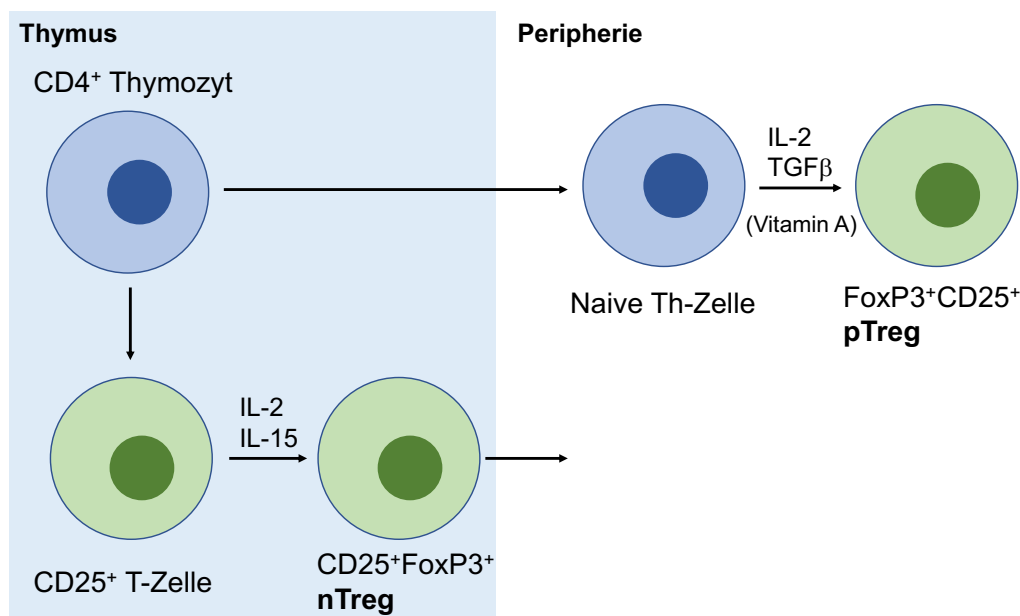 Thymus
Peripherie
CD4⁺ Thymozyt
IL-2
TGFβ
(Vitamin A)
Naive Th-Zelle
FoxP3⁺CD25⁺
pTreg
IL-2
IL-15
CD25⁺ T-Zelle
CD25⁺FoxP3⁺
nTreg